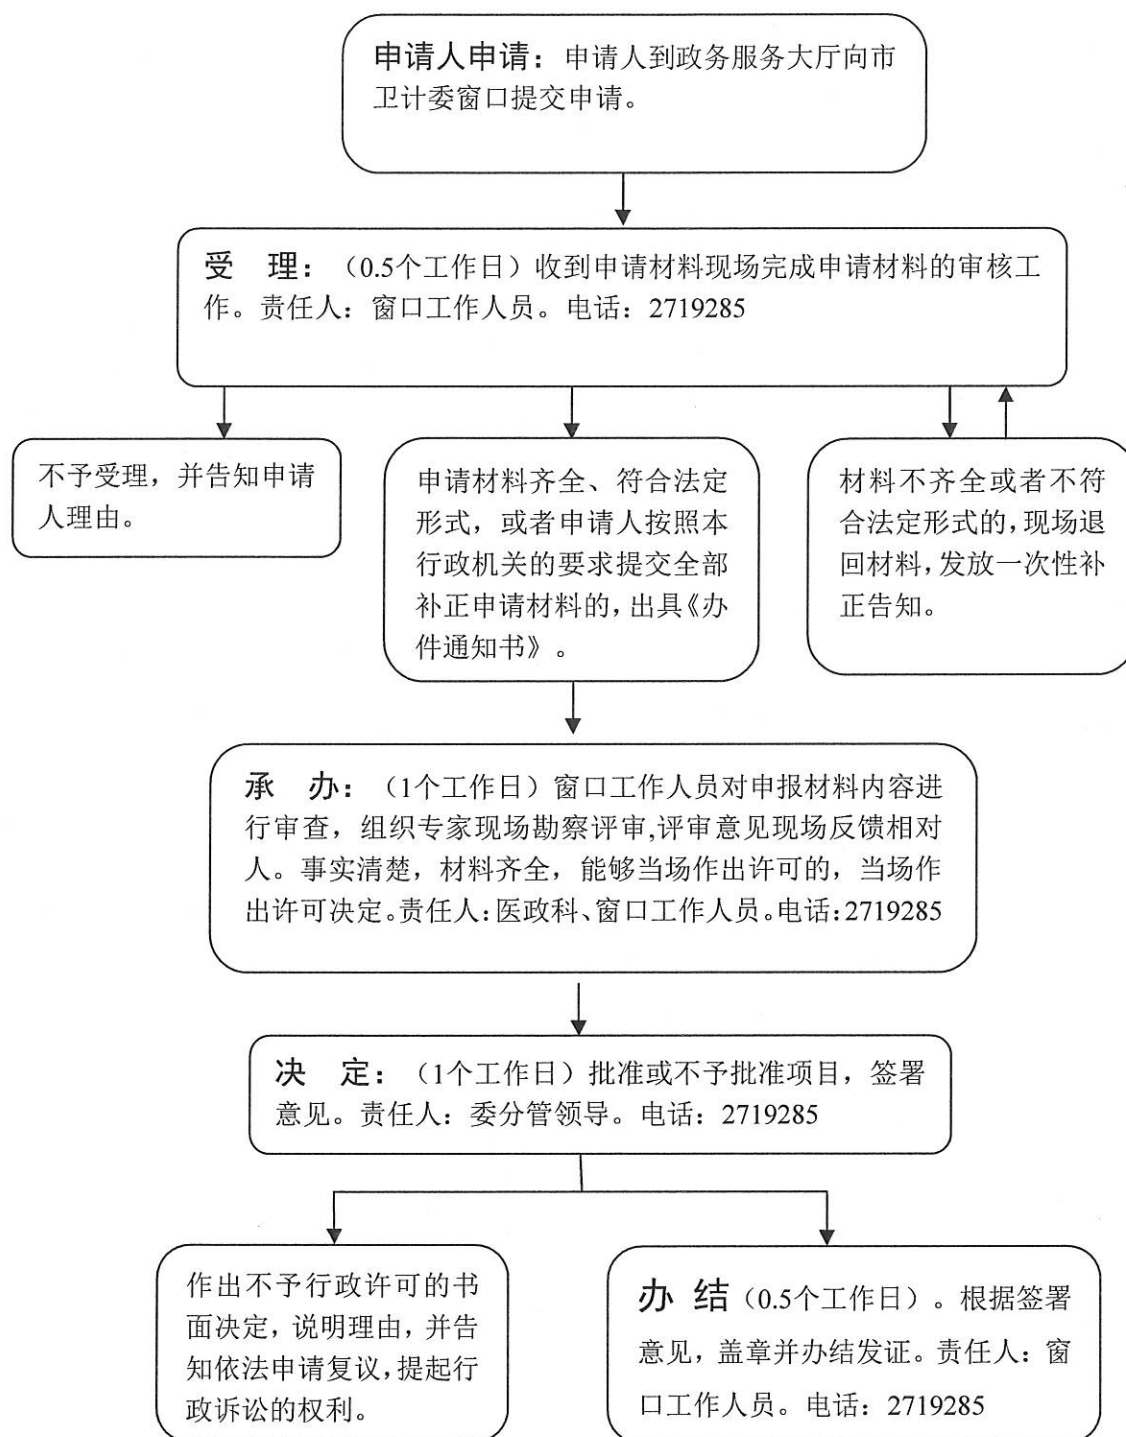 申请人申请：申请人到政务服务大厅向市
卫计委窗口提交申请。
受 理：（0.5个工作日）收到申请材料现场完成申请材料的审核工
作。责任人：窗口工作人员。电话：2719285
不予受理，并告知申请
人理由。
申请材料齐全、符合法定
形式，或者申请人按照本
行政机关的要求提交全部
补正申请材料的，出具《办
件通知书》。
材料不齐全或者不符
合法定形式的，现场退
回材料，发放一次性补
正告知。
承 办：（1个工作日）窗口工作人员对申报材料内容进
行审查，组织专家现场勘察评审,评审意见现场反馈相对
人。事实清楚，材料齐全，能够当场作出许可的，当场作
出许可决定。责任人：医政科、窗口工作人员。电话：2719285
决 定：（1个工作日）批准或不予批准项目，签署
意见。责任人：委分管领导。电话：2719285
作出不予行政许可的书
面决定，说明理由，并告
知依法申请复议，提起行
政诉讼的权利。
办 结（0.5个工作日）。根据签署
意见，盖章并办结发证。责任人：窗
口工作人员。电话：2719285